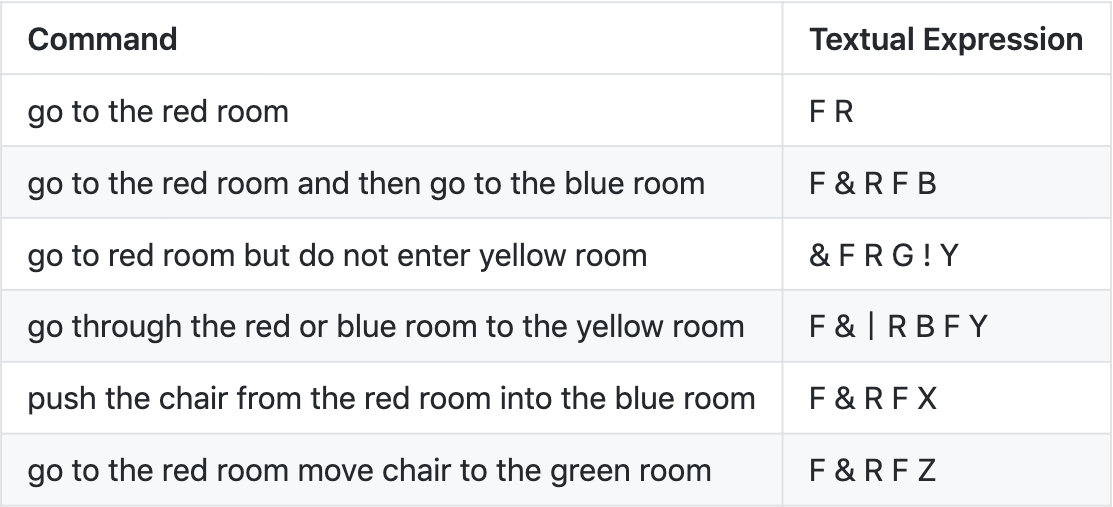 Command Textual Expression
go to the red room F R
go to the red room and then go to the blue room F & R F B
go to red room but do not enter yellow room & F R G ! Y
go through the red or blue room to the yellow room F & | R B F Y
push the chair from the red room into the blue room F & R F X
go to the red room move chair to the green room F & R F Z